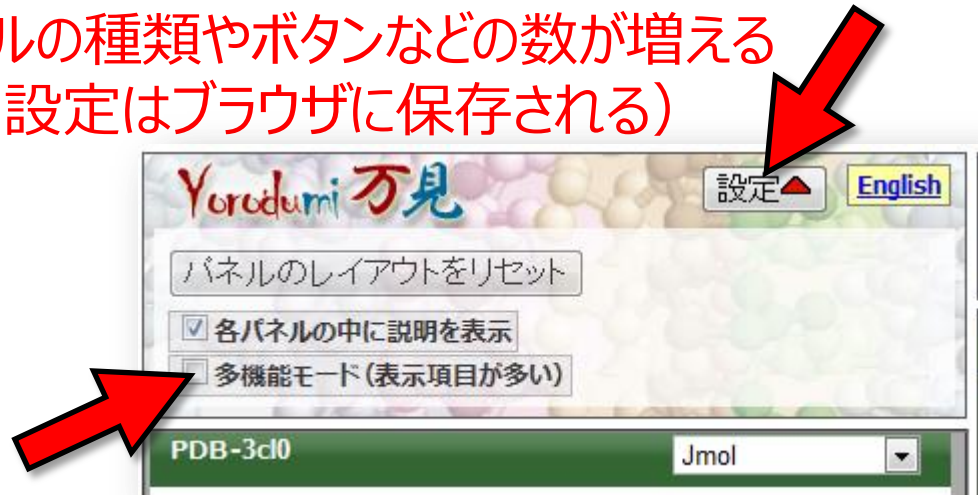 ルの種類やボタンなどの数が増える
設定はブラウザに保存される）
Yorodumi 万見
設定▲
English
パネルのレイアウトをリセット
各パネルの中に説明を表示
多機能モード（表示項目が多い）
PDB-3cl0
Jmol